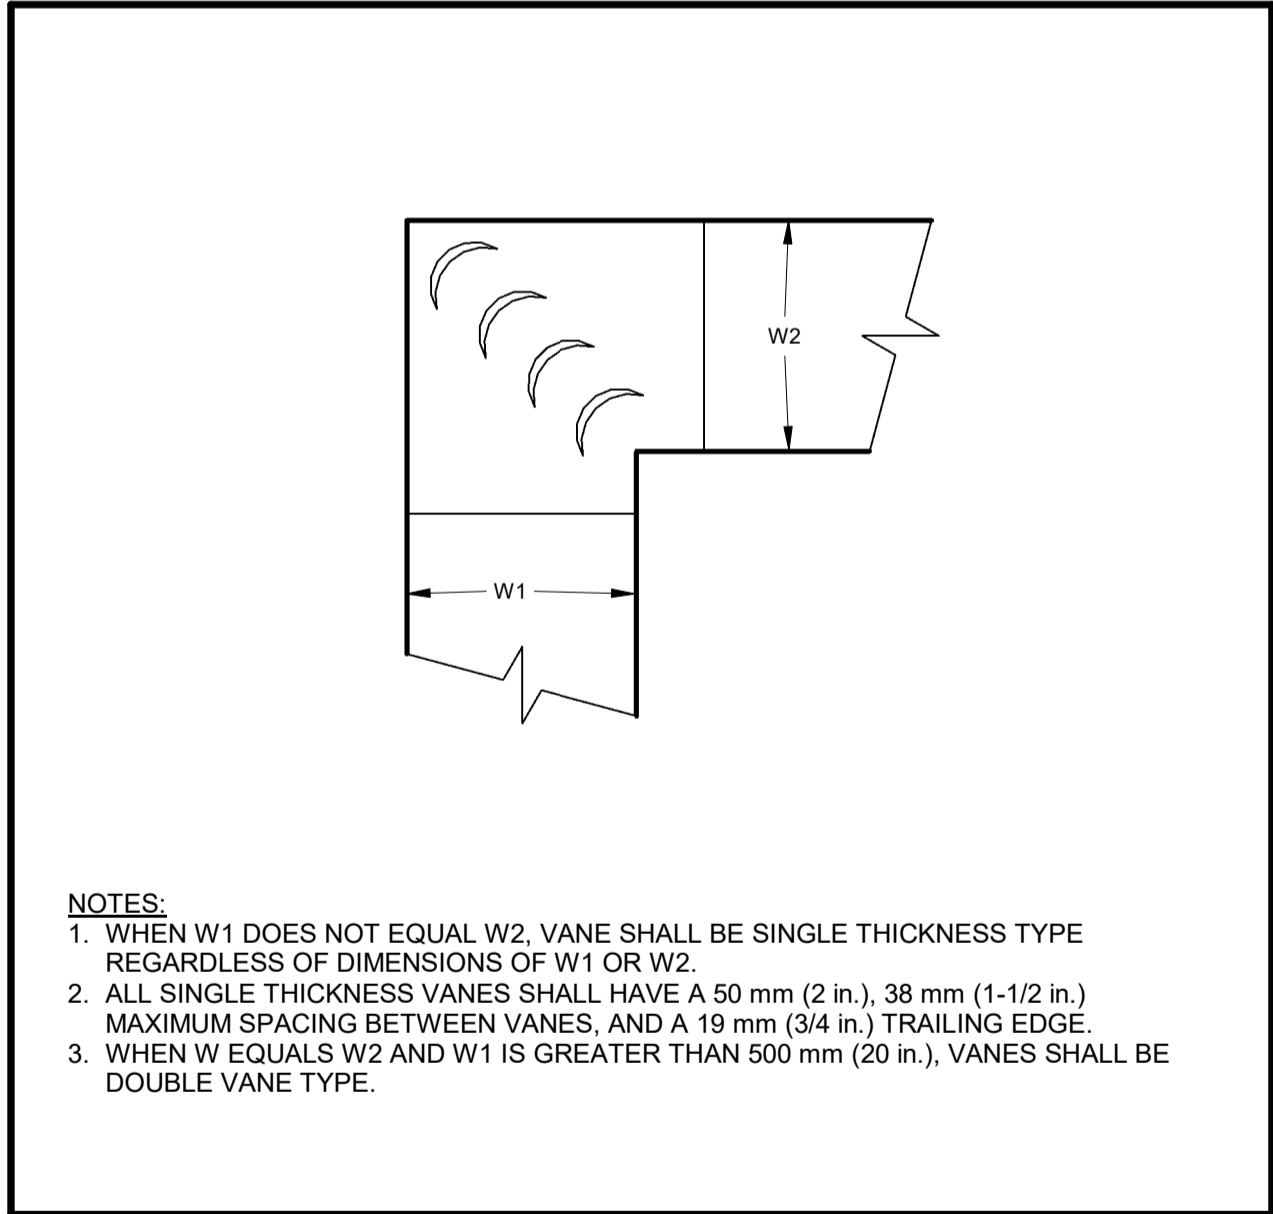 W2
W1
NOTES:
1. WHEN W1 DOES NOT EQUAL W2, VANE SHALL BE SINGLE THICKNESS TYPE
REGARDLESS OF DIMENSIONS OF W1 OR W2.
2. ALL SINGLE THICKNESS VANES SHALL HAVE A 50 mm (2 in.), 38 mm (1-1/2 in.)
MAXIMUM SPACING BETWEEN VANES, AND A 19 mm (3/4 in.) TRAILING EDGE.
3. WHEN W EQUALS W2 AND W1 IS GREATER THAN 500 mm (20 in.), VANES SHALL BE
DOUBLE VANE TYPE.